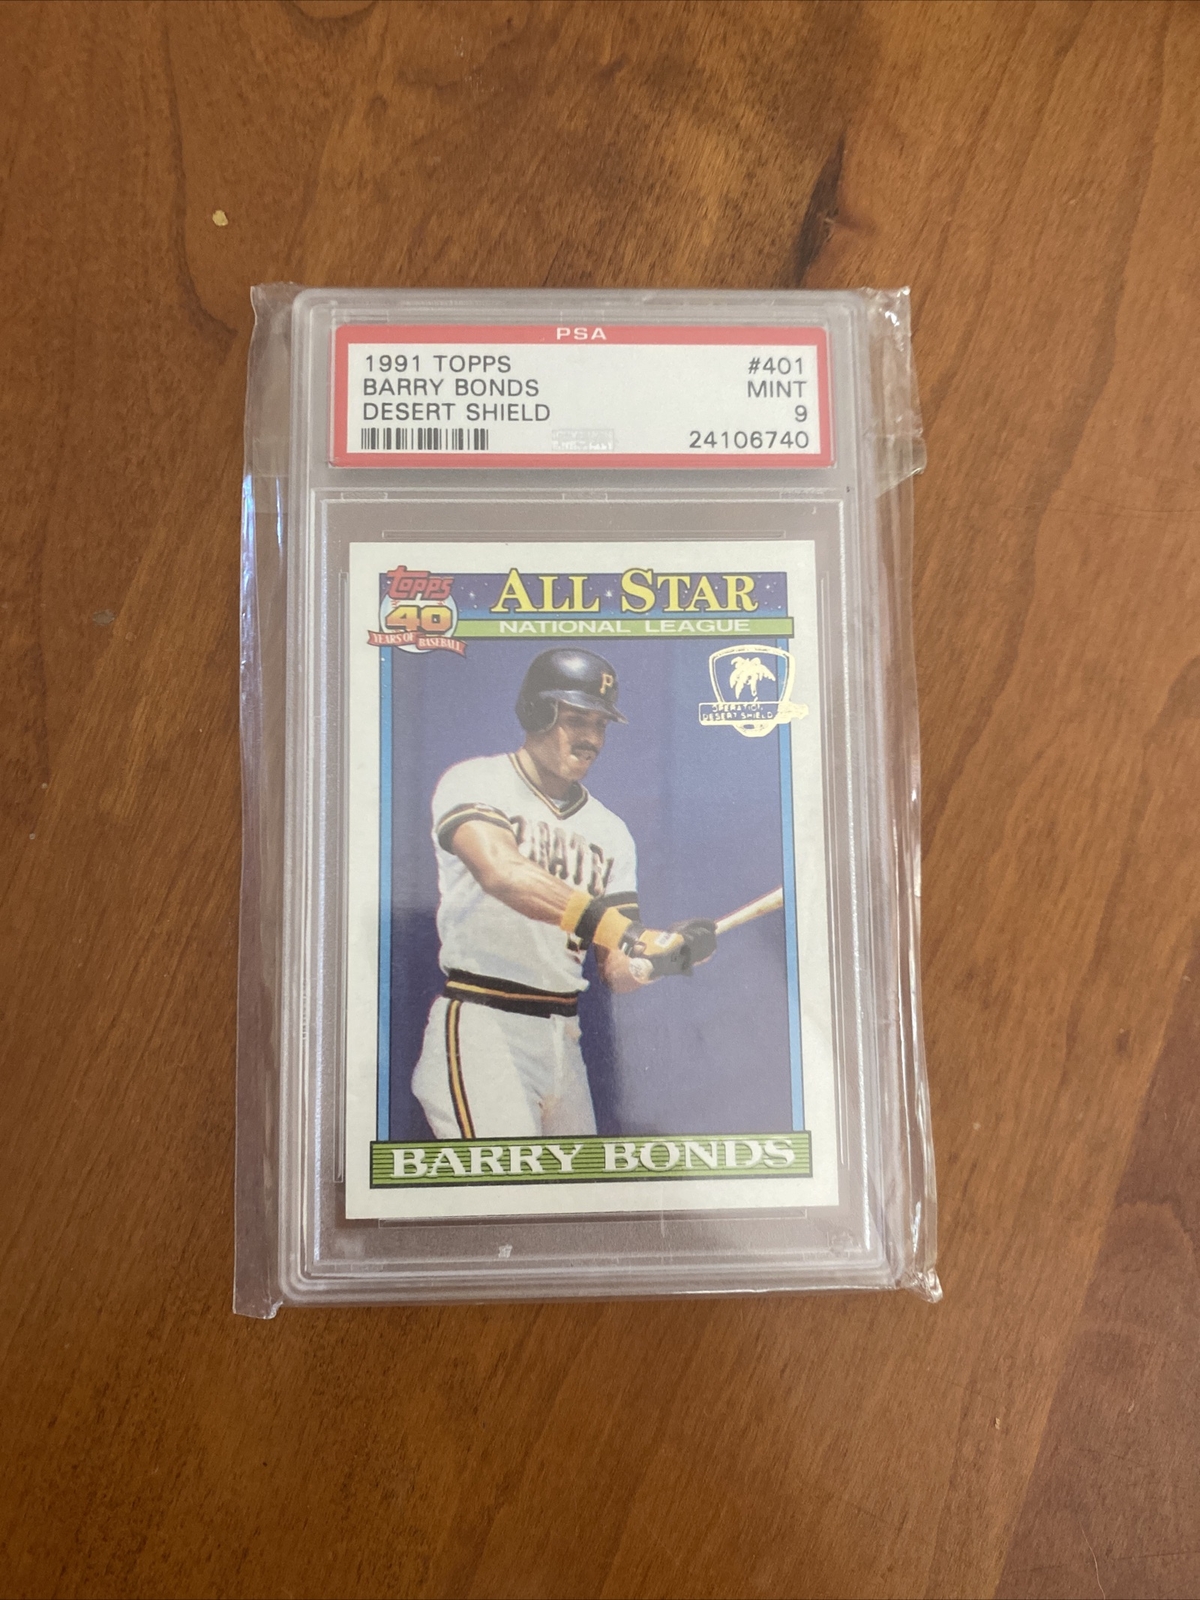 PSA
1991 TOPPS #401
BARRY BONDS MINT
DESERT SHIELD 9
24106740
Topps ALL STAR
40 NATIONAL LEAGUE
YEARS OF BASEBALL
P
OPERATION
DESERT SHIELD
PIRATES
BARRY BONDS